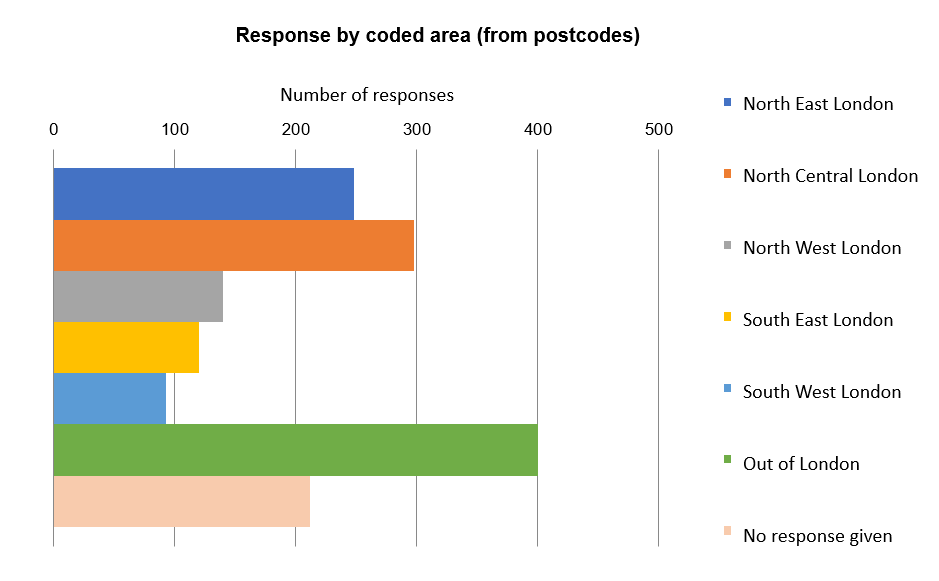 Response by coded area (from postcodes)
Number of responses
0 100 200 300 400 500
North East London
North Central London
North West London
South East London
South West London
Out of London
No response given